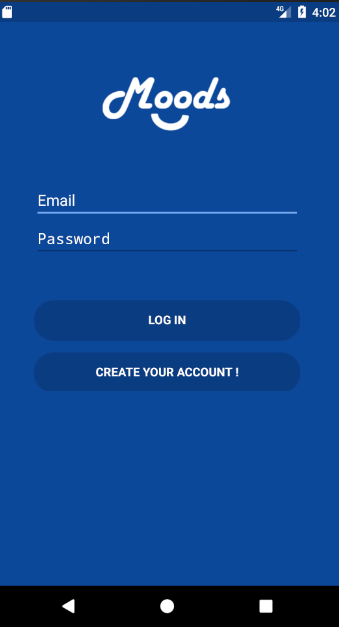 4G 4:02
Moods
Email
Password
LOG IN
CREATE YOUR ACCOUNT !